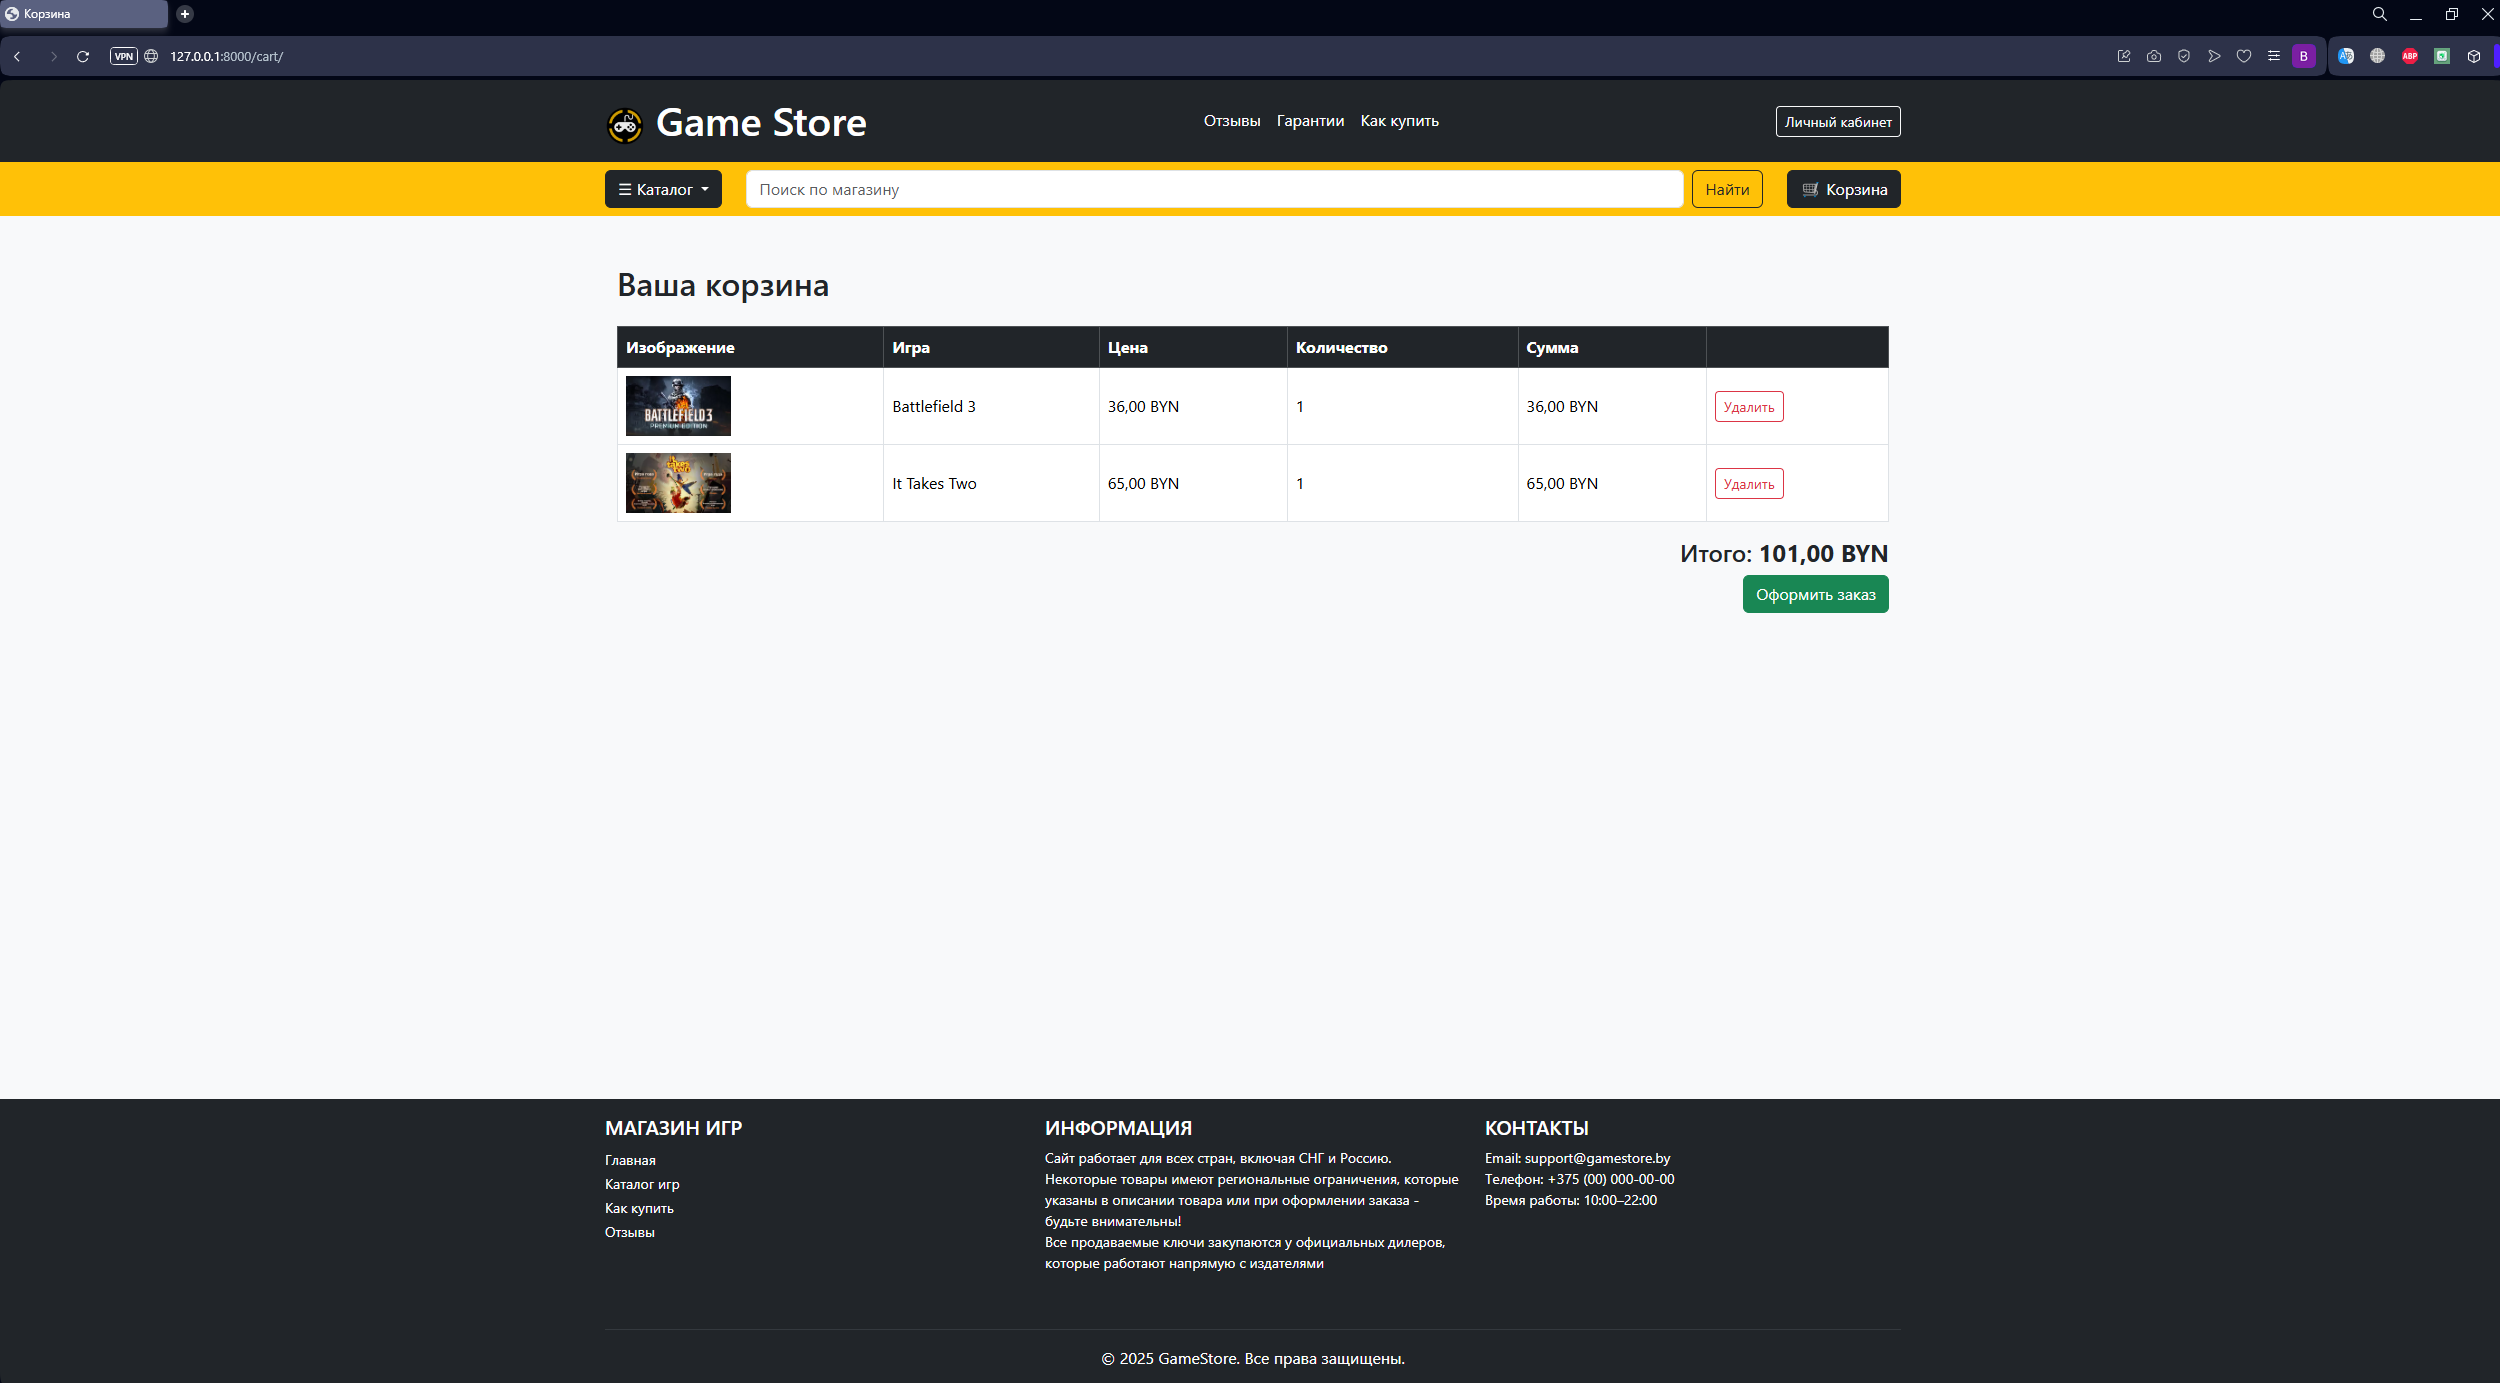 Корзина
VPN 127.0.0.1:8000/cart/
B
ABP
Game Store
Отзывы Гарантии Как купить
Личный кабинет
☰ Каталог
Поиск по магазину
Найти
Корзина
Ваша корзина
Изображение Игра Цена Количество Сумма
BATTLEFIELD 3
PREMIUM EDITION
Battlefield 3 36,00 BYN 1 36,00 BYN Удалить
It takes Two
It Takes Two 65,00 BYN 1 65,00 BYN Удалить
Итого: 101,00 BYN
Оформить заказ
МАГАЗИН ИГР
Главная
Каталог игр
Как купить
Отзывы
ИНФОРМАЦИЯ
Сайт работает для всех стран, включая СНГ и Россию.
Некоторые товары имеют региональные ограничения, которые
указаны в описании товара или при оформлении заказа -
будьте внимательны!
Все продаваемые ключи закупаются у официальных дилеров,
которые работают напрямую с издателями
КОНТАКТЫ
Email: support@gamestore.by
Телефон: +375 (00) 000-00-00
Время работы: 10:00–22:00
© 2025 GameStore. Все права защищены.